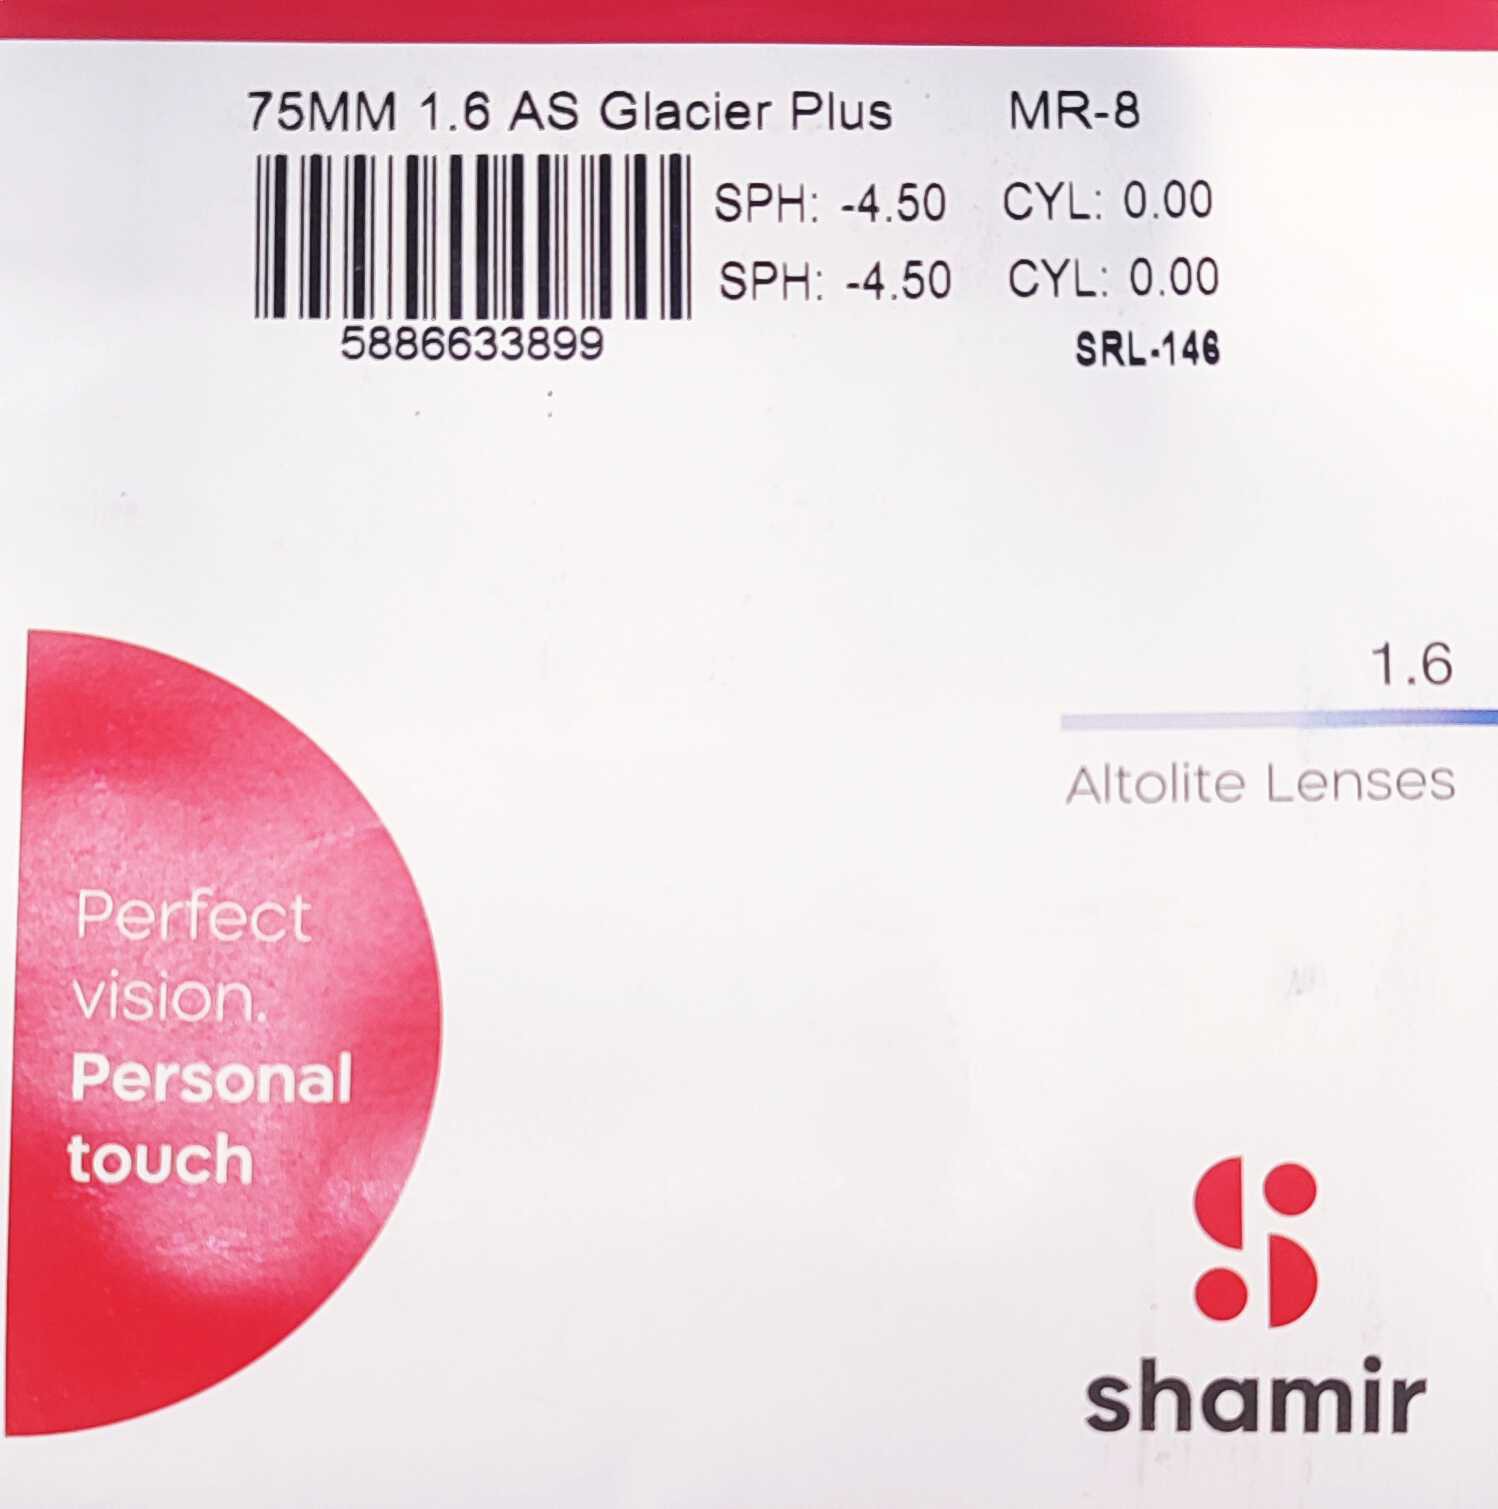 75MM 1.6 AS Glacier Plus MR-8
SPH: -4.50 CYL: 0.00
SPH: -4.50 CYL: 0.00
5886633899
SRL-146
1.6
Altolite Lenses
Perfect
vision.
Personal
touch
shamir